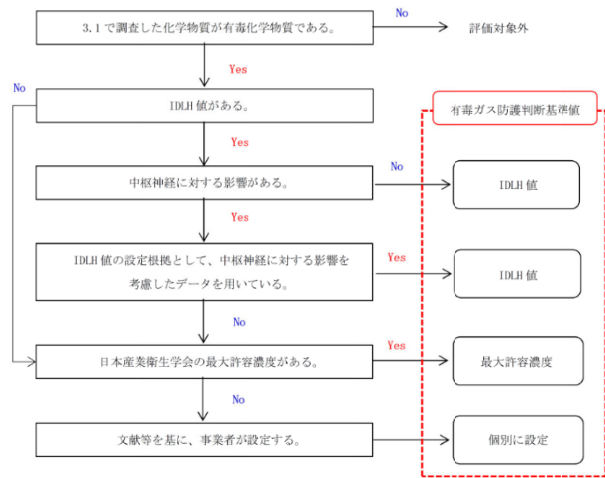 3.1で調査した化学物質が有毒化学物質である。
No
評価対象外
Yes
No
IDLH 値がある。
有毒ガス防護判断基準値
Yes
中枢神経に対する影響がある。
No
IDLH 値
Yes
IDLH 値の設定根拠として、中枢神経に対する影響を
考慮したデータを用いている。
Yes
IDLH 値
No
日本産業衛生学会の最大許容濃度がある。
Yes
最大許容濃度
No
文献等を基に、事業者が設定する。
個別に設定